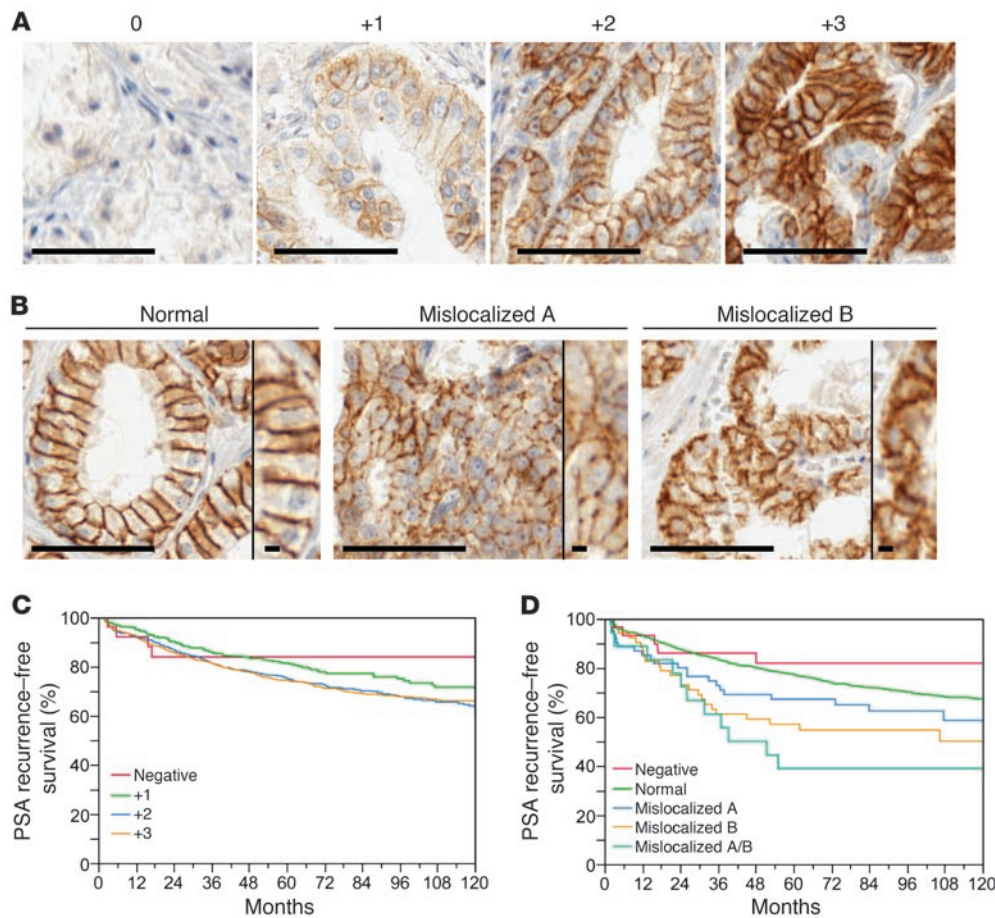 A
0 +1 +2 +3
B
Normal Mislocalized A Mislocalized B
C
PSA recurrence–free
survival (%)
100
80
60
40
20
0
Negative
+1
+2
+3
0 12 24 36 48 60 72 84 96 108 120
Months
D
PSA recurrence–free
survival (%)
100
80
60
40
20
0
Negative
Normal
Mislocalized A
Mislocalized B
Mislocalized A/B
0 12 24 36 48 60 72 84 96 108 120
Months